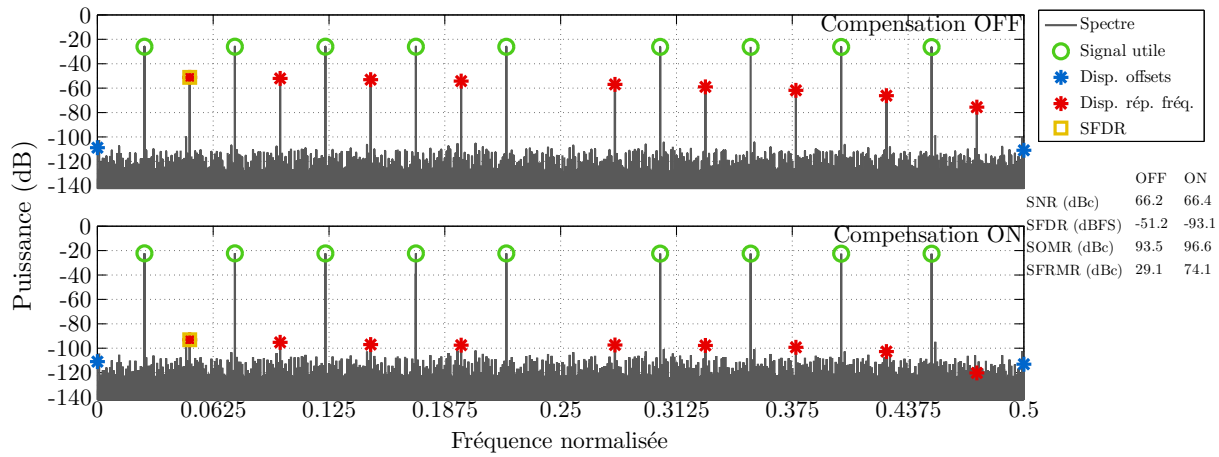 Compensation OFF
0
-20
-40
-60
-80
-100
-120
-140
Compensation ON
0
-20
-40
-60
-80
-100
-120
-140
Puissance (dB)
0 0.0625 0.125 0.1875 0.25 0.3125 0.375 0.4375 0.5
Fréquence normalisée
Spectre
Signal utile
Disp. offsets
Disp. rép. fréq.
SFDR
OFF ON
SNR (dBc) 66.2 66.4
SFDR (dBFS) -51.2 -93.1
SOMR (dBc) 93.5 96.6
SFRMR (dBc) 29.1 74.1